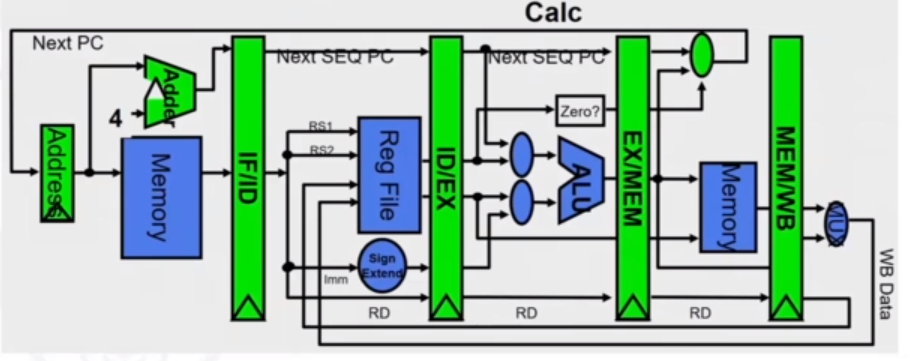 Calc
Next PC
Next SEQ PC
Next SEQ PC
Adder
4
Zero?
RS1
RS2
Address
Memory
IF/ID
Reg File
ID/EX
ALU
EX/MEM
Memory
MEM/WB
MUX
Sign
Extend
Imm
RD
RD
RD
WB Data